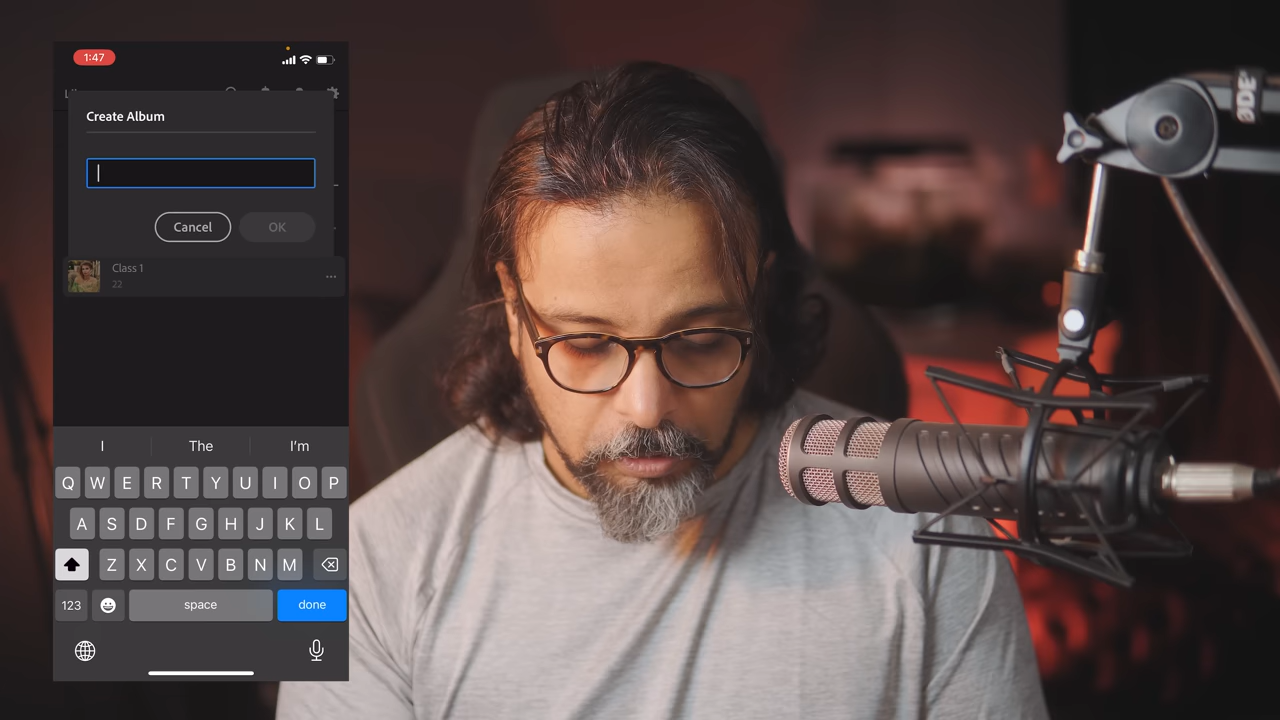 1:47
Create Album
Cancel
OK
Class 1
22
I
The
I'm
Q W E R T Y U I O P
A S D F G H J K L
Z X C V B N M
123
space
done